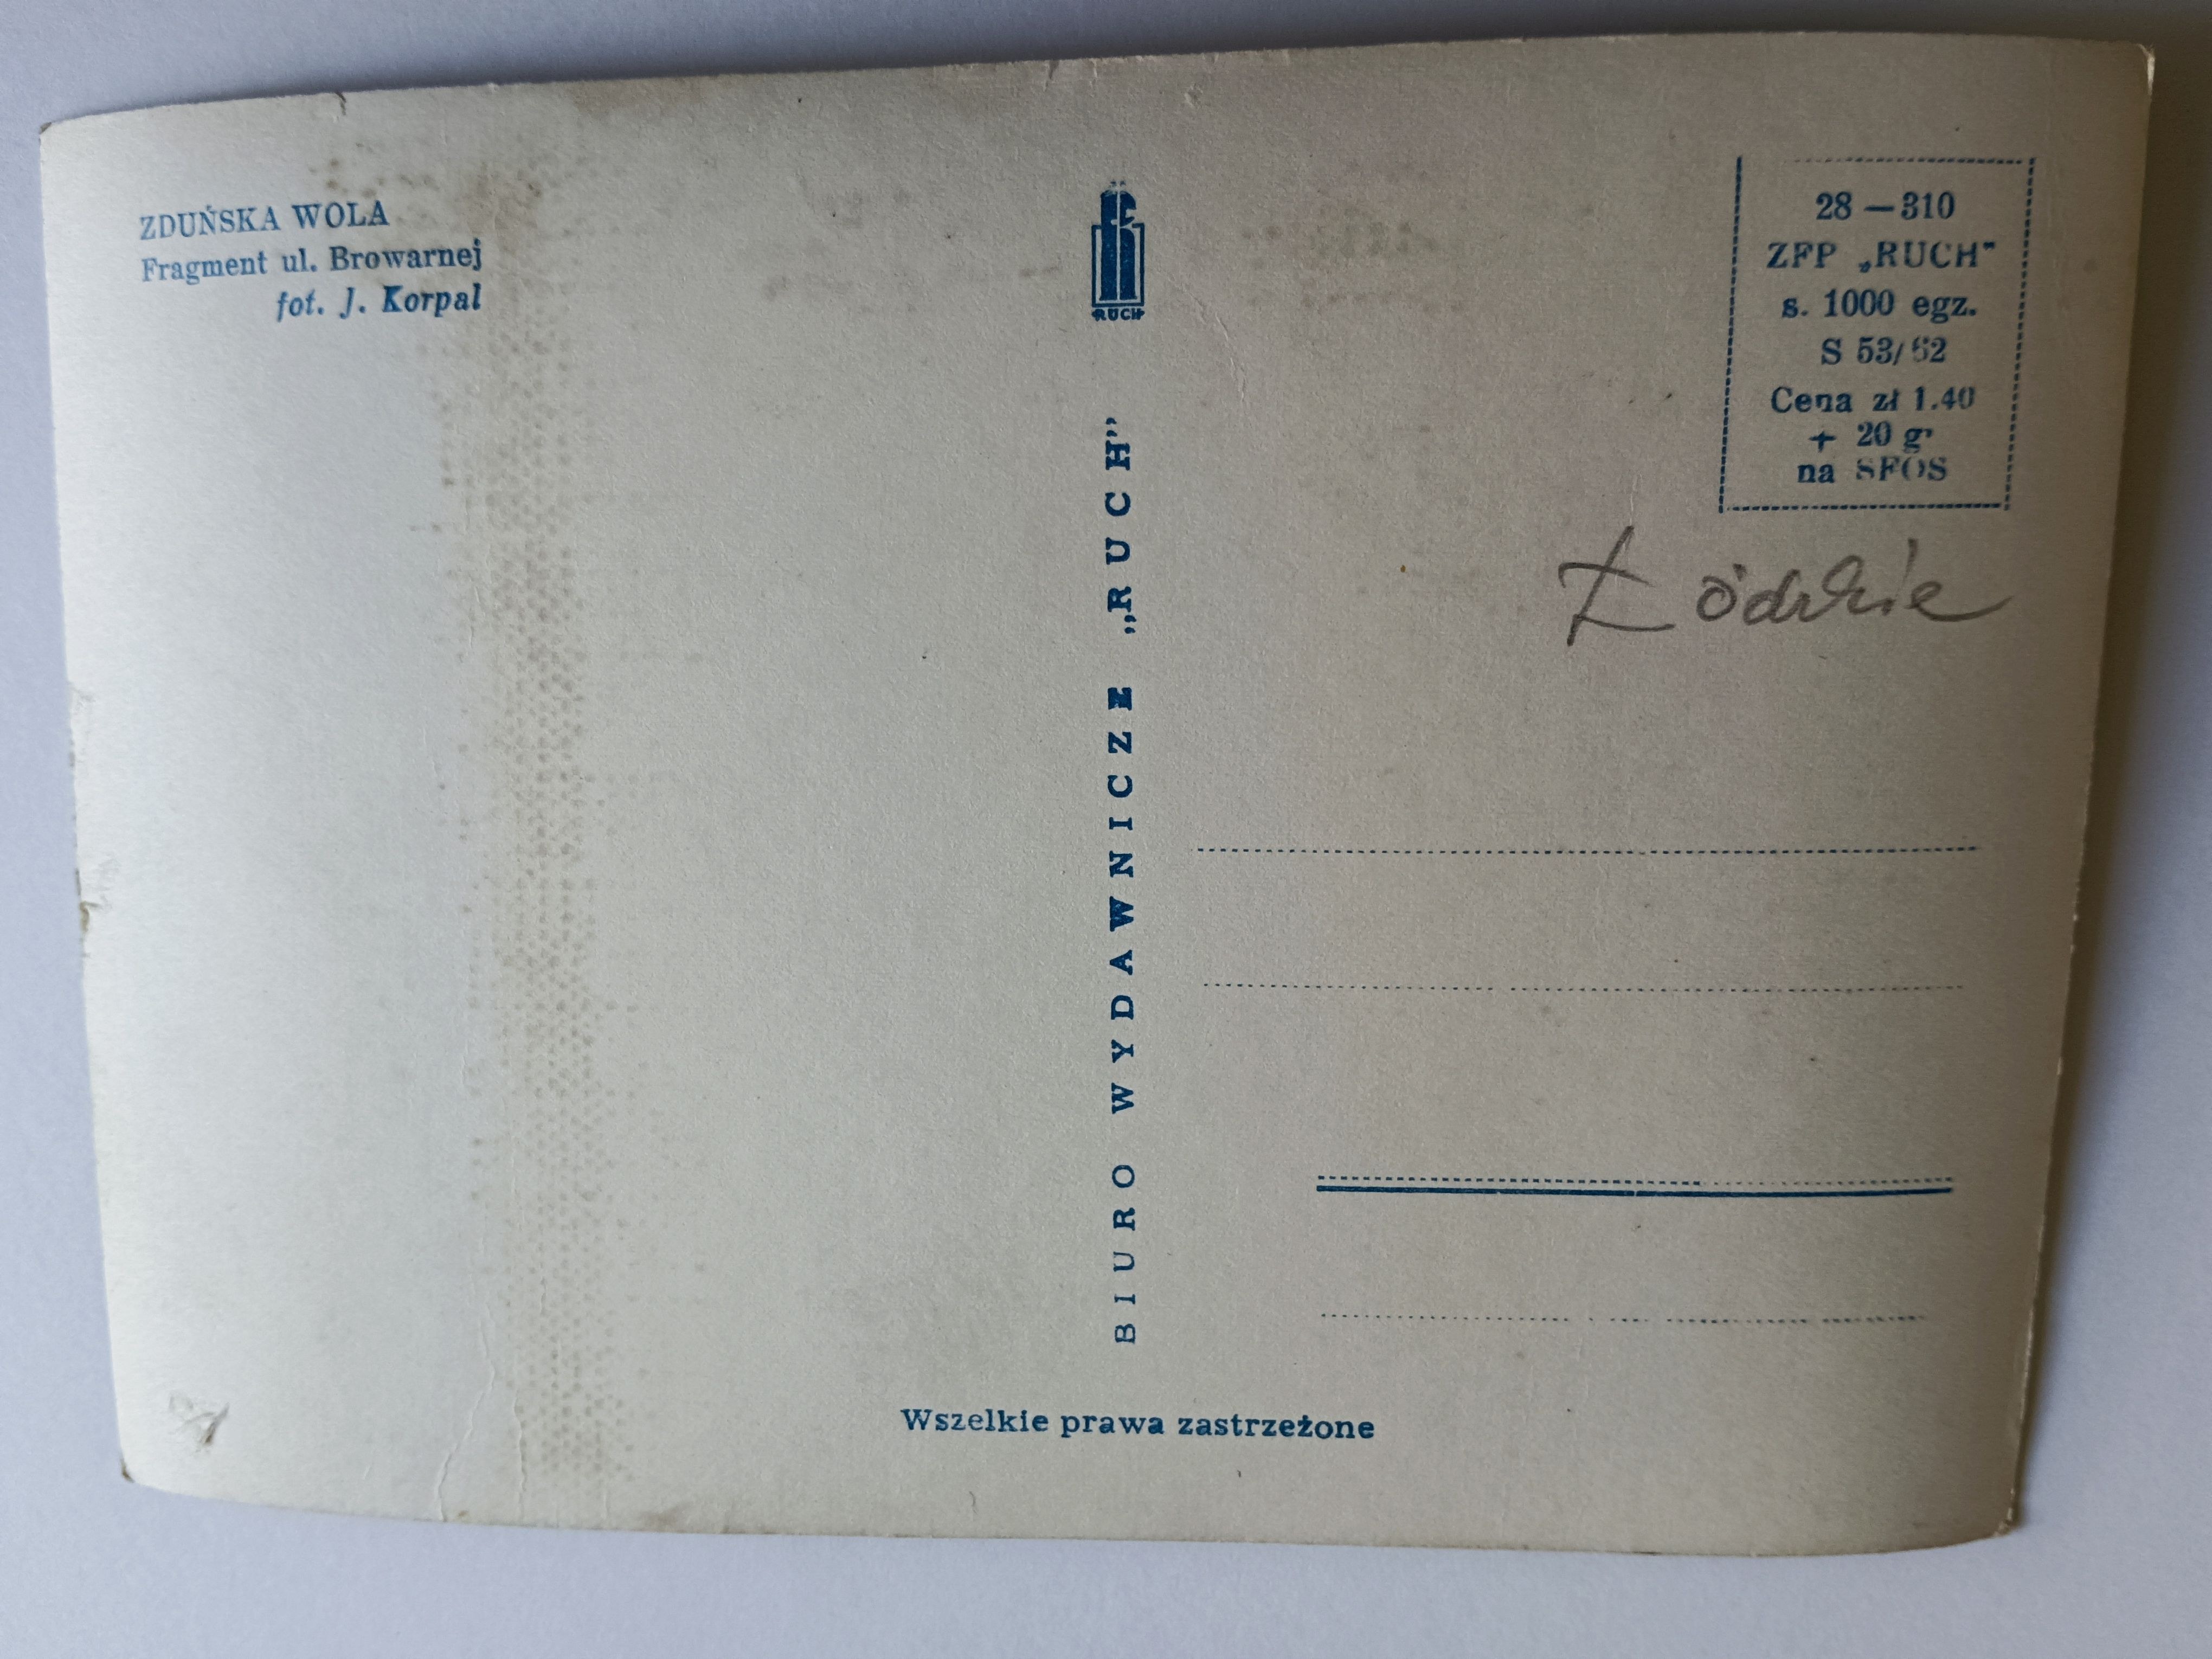 ZDUŃSKA WOLA
Fragment ul. Browarnej
fot. J. Korpal
RUCH
BIURO WYDAWNICZE „RUCH”
28 — 310
ZFP „RUCH”
s. 1000 egz.
S 53/62
Cena zł 1.40
+ 20 gr
na SFOS
Łódzkie
Wszelkie prawa zastrzeżone